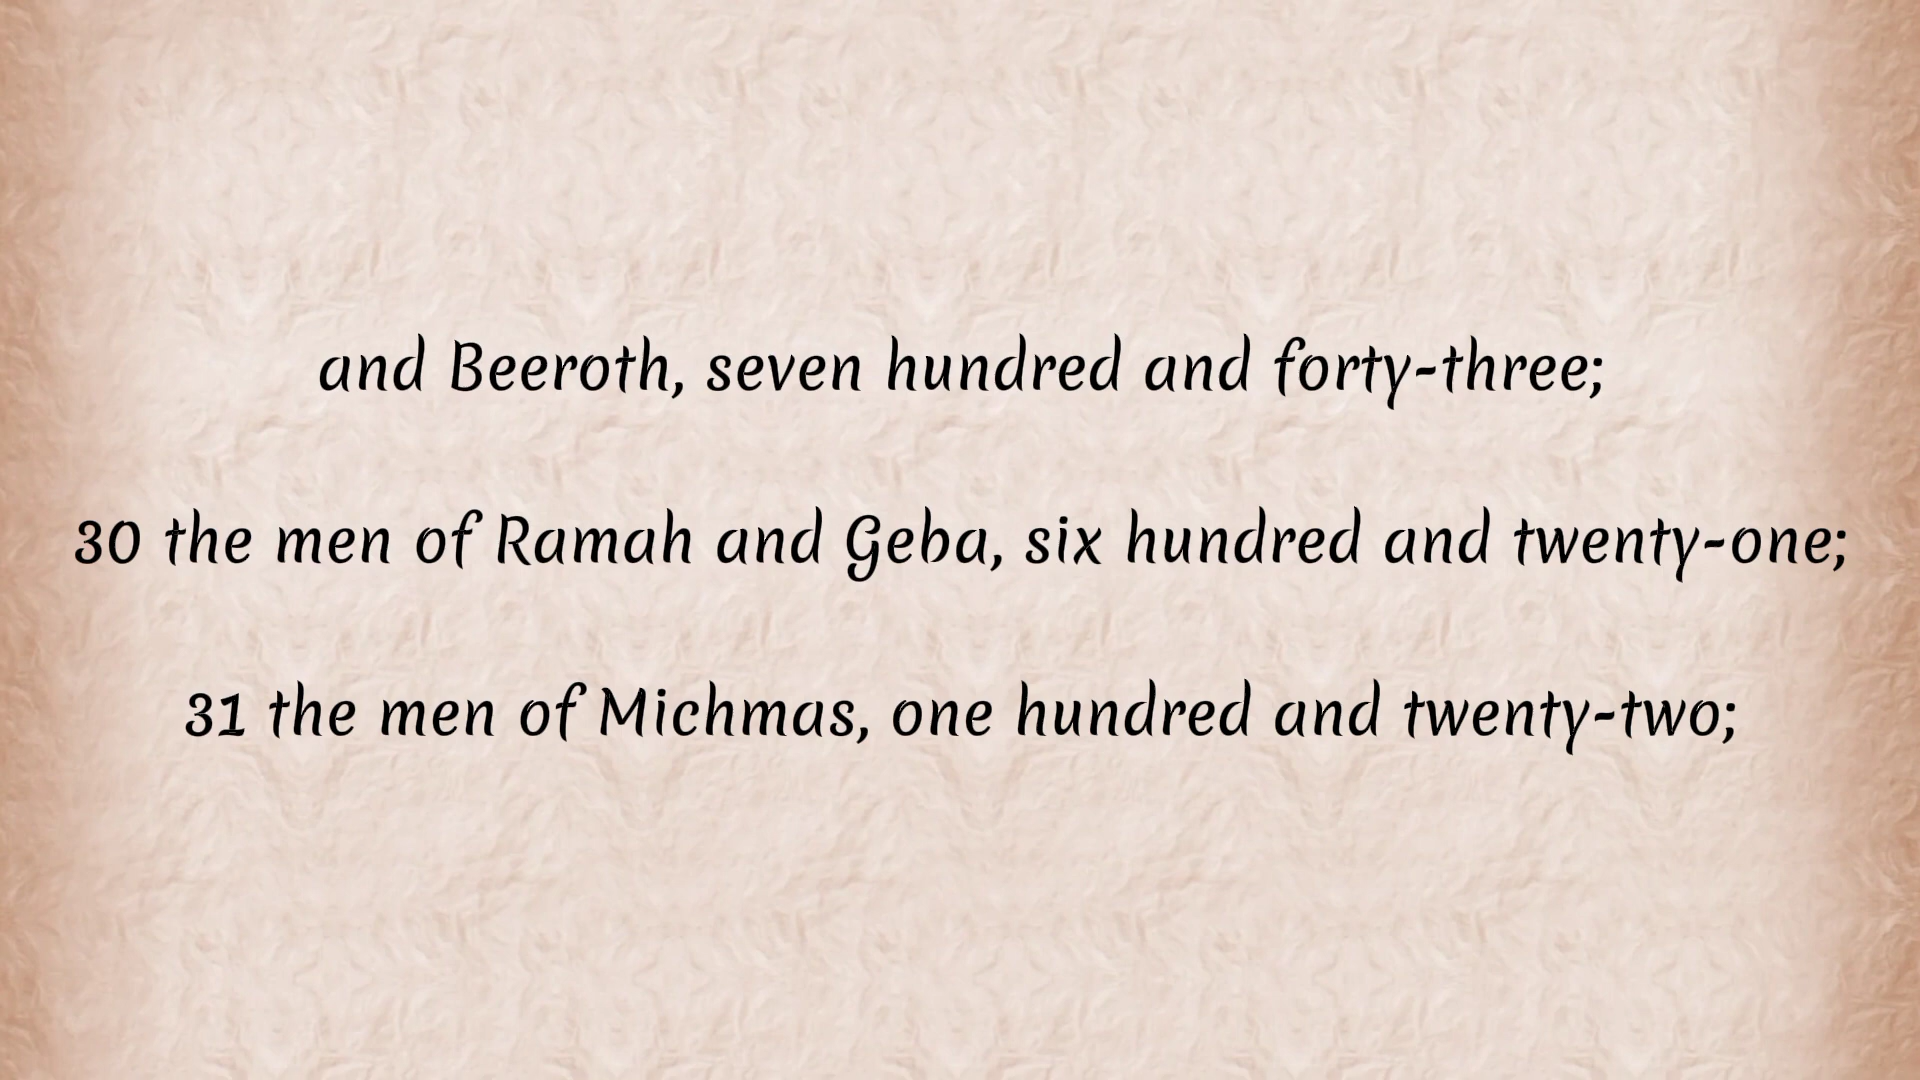 and Beeroth, seven hundred and forty-three;
30 the men of Ramah and Geba, six hundred and twenty-one;
31 the men of Michmas, one hundred and twenty-two;